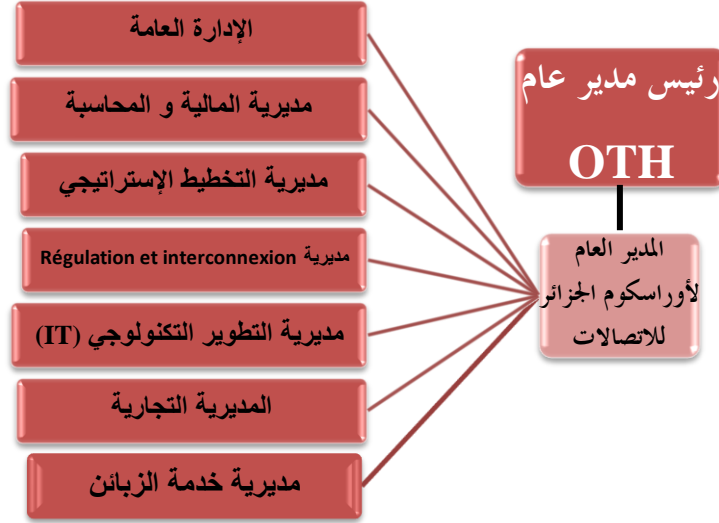 رئيس مدير عام
OTH
المدير العام
لأوراسكوم الجزائر
للاتصالات
الإدارة العامة
مديرية المالية و المحاسبة
مديرية التخطيط الإستراتيجي
مديرية Régulation et interconnexion
مديرية التطوير التكنولوجي (IT)
المديرية التجارية
مديرية خدمة الزبائن